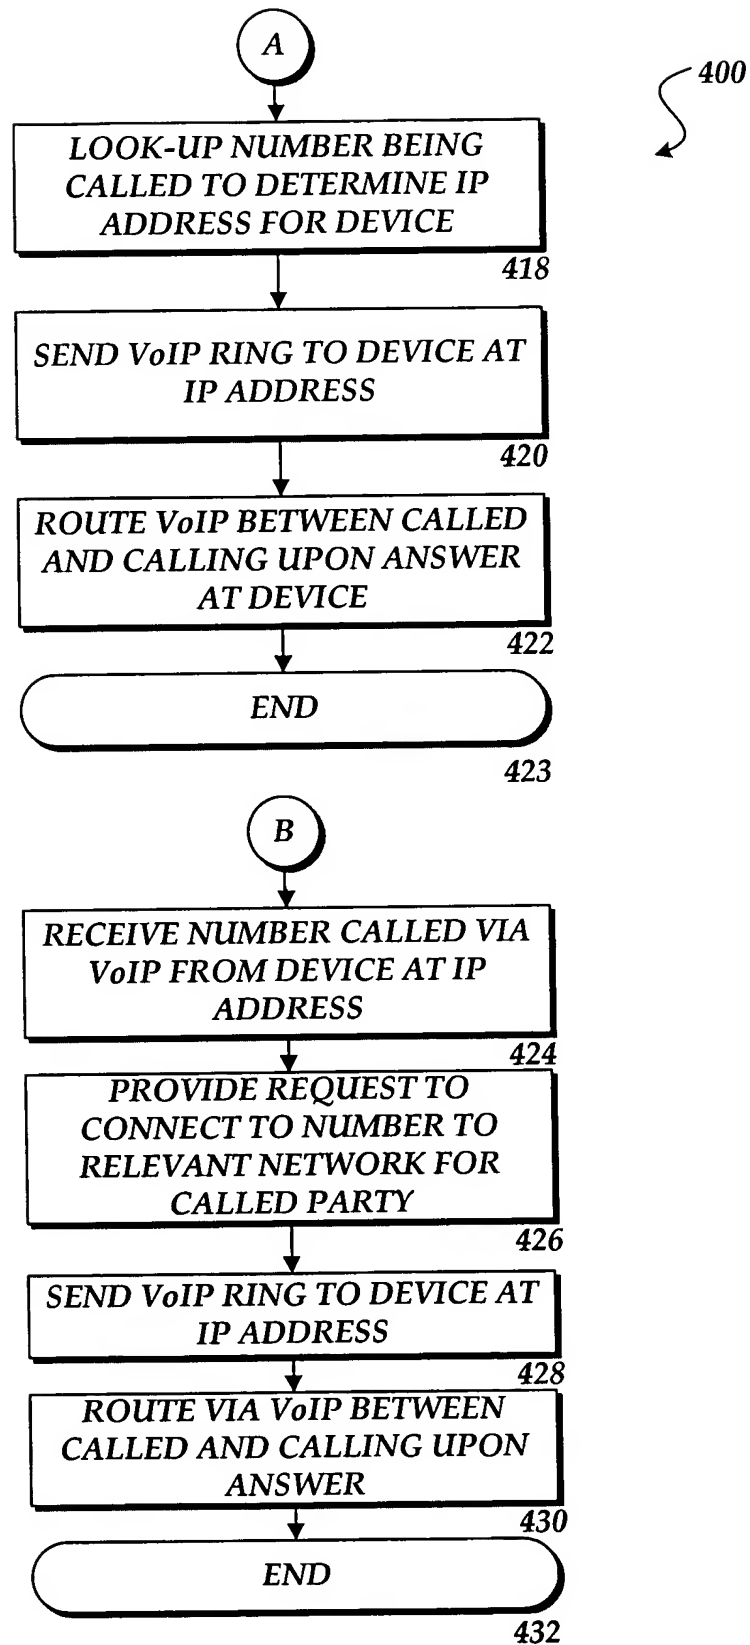 A
400
LOOK-UP NUMBER BEING
CALLED TO DETERMINE IP
ADDRESS FOR DEVICE
418
SEND VoIP RING TO DEVICE AT
IP ADDRESS
420
ROUTE VoIP BETWEEN CALLED
AND CALLING UPON ANSWER
AT DEVICE
422
END
423
B
RECEIVE NUMBER CALLED VIA
VoIP FROM DEVICE AT IP
ADDRESS
424
PROVIDE REQUEST TO
CONNECT TO NUMBER TO
RELEVANT NETWORK FOR
CALLED PARTY
426
SEND VoIP RING TO DEVICE AT
IP ADDRESS
428
ROUTE VIA VoIP BETWEEN
CALLED AND CALLING UPON
ANSWER
430
END
432